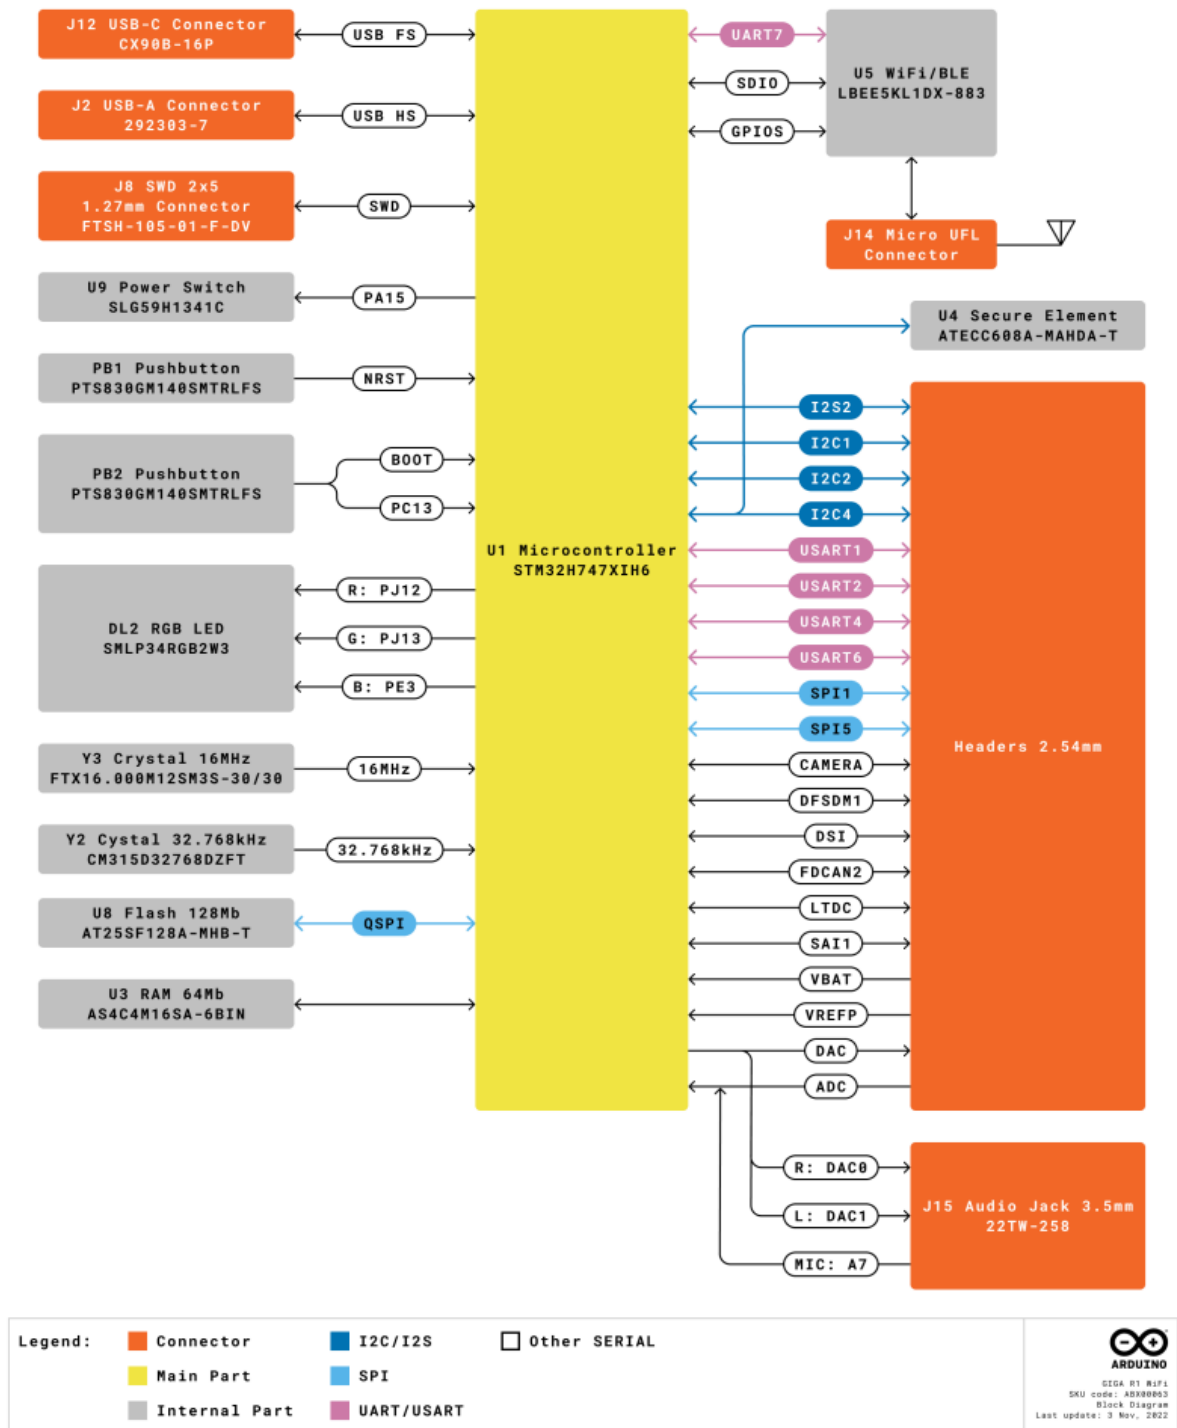 J12 USB-C Connector
CX90B-16P
USB FS
J2 USB-A Connector
292303-7
USB HS
J8 SWD 2x5
1.27mm Connector
FTSH-105-01-F-DV
SWD
U9 Power Switch
SLG59H1341C
PA15
PB1 Pushbutton
PTS830GM140SMTRLFS
NRST
PB2 Pushbutton
PTS830GM140SMTRLFS
BOOT
PC13
DL2 RGB LED
SMLP34RGB2W3
R: PJ12
G: PJ13
B: PE3
Y3 Crystal 16MHz
FTX16.000M12SM3S-30/30
16MHz
Y2 Cystal 32.768kHz
CM315D32768DZFT
32.768kHz
U8 Flash 128Mb
AT25SF128A-MHB-T
QSPI
U3 RAM 64Mb
AS4C4M16SA-6BIN
U1 Microcontroller
STM32H747XIH6
UART7
SDIO
GPIOS
U5 WiFi/BLE
LBEE5KL1DX-883
J14 Micro UFL
Connector
U4 Secure Element
ATECC608A-MAHDA-T
I2S2
I2C1
I2C2
I2C4
USART1
USART2
USART4
USART6
SPI1
SPI5
CAMERA
DFSDM1
DSI
FDCAN2
LTDC
SAI1
VBAT
VREFP
DAC
ADC
Headers 2.54mm
R: DAC0
L: DAC1
MIC: A7
J15 Audio Jack 3.5mm
22TW-258
Legend:
Connector
Main Part
Internal Part
I2C/I2S
SPI
UART/USART
Other SERIAL
ARDUINO
GIGA R1 WiFi
SKU code: ABX00063
Block Diagram
Last update: 3 Nov, 2022